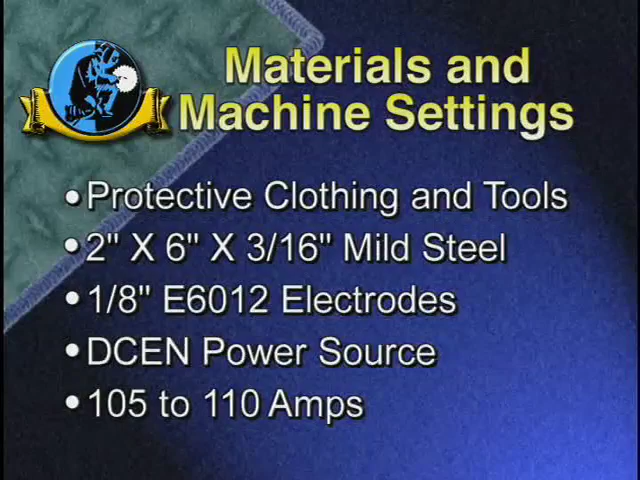 Materials and
Machine Settings
• Protective Clothing and Tools
• 2" X 6" X 3/16" Mild Steel
• 1/8" E6012 Electrodes
• DCEN Power Source
• 105 to 110 Amps